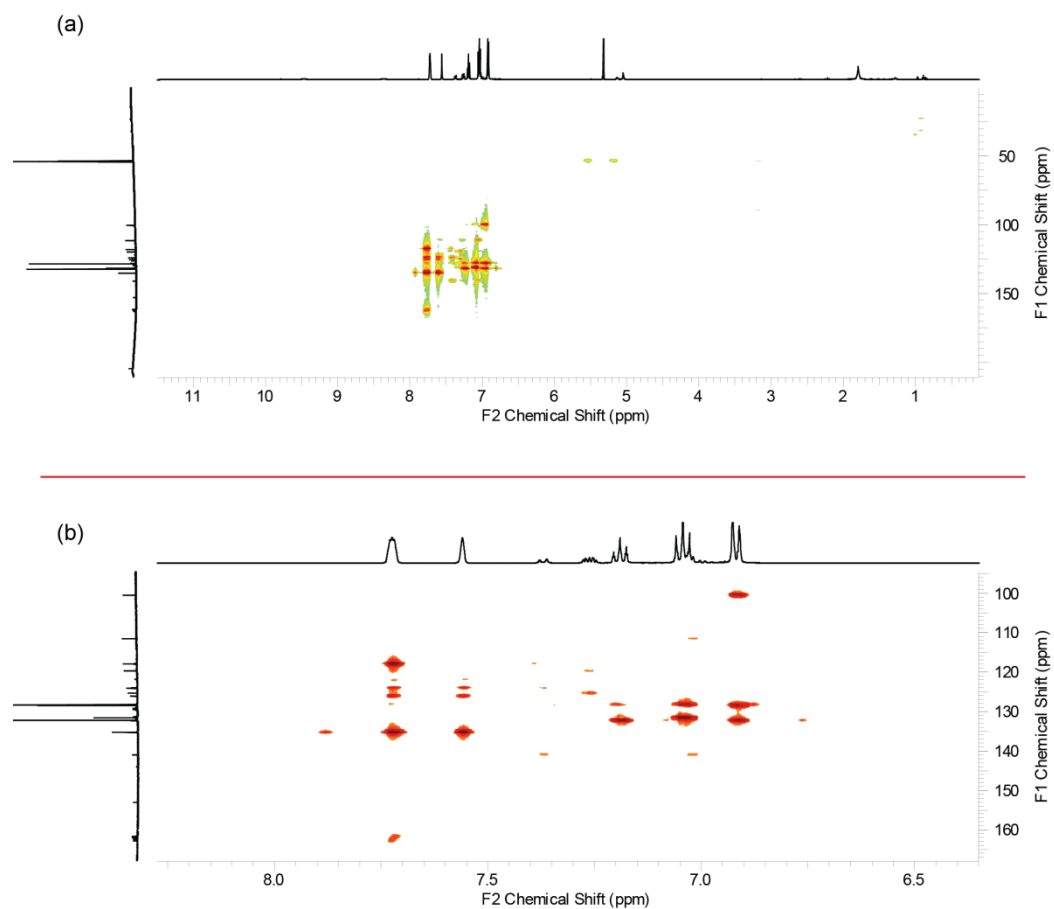 (a)
50
100
150
F1 Chemical Shift (ppm)
11 10 9 8 7 6 5 4 3 2 1
F2 Chemical Shift (ppm)
(b)
100
110
120
130
140
150
160
F1 Chemical Shift (ppm)
8.0 7.5 7.0 6.5
F2 Chemical Shift (ppm)